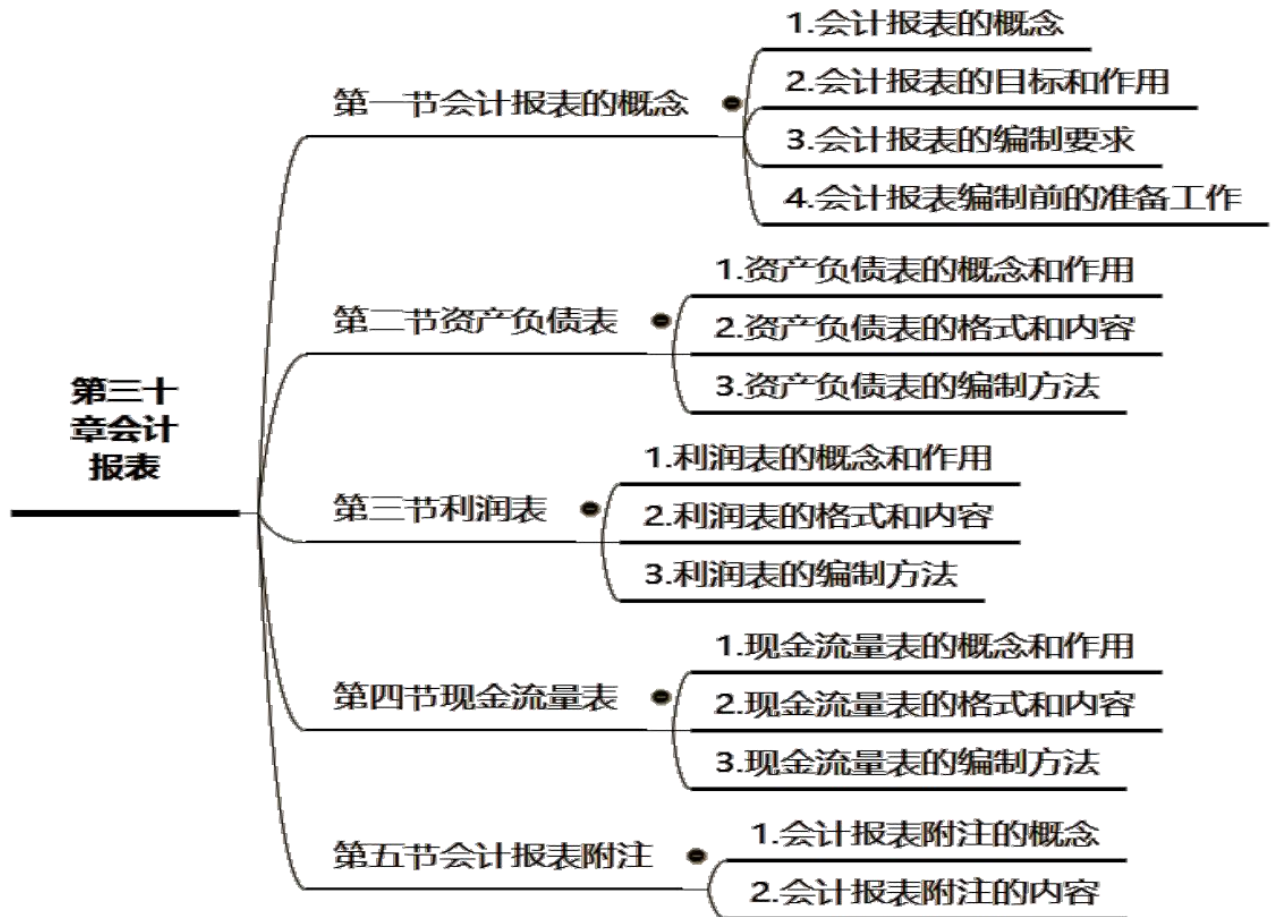 第三十
章会计
报表
第一节会计报表的概念
1.会计报表的概念
2.会计报表的目标和作用
3.会计报表的编制要求
4.会计报表编制前的准备工作
第二节资产负债表
1.资产负债表的概念和作用
2.资产负债表的格式和内容
3.资产负债表的编制方法
第三节利润表
1.利润表的概念和作用
2.利润表的格式和内容
3.利润表的编制方法
第四节现金流量表
1.现金流量表的概念和作用
2.现金流量表的格式和内容
3.现金流量表的编制方法
第五节会计报表附注
1.会计报表附注的概念
2.会计报表附注的内容